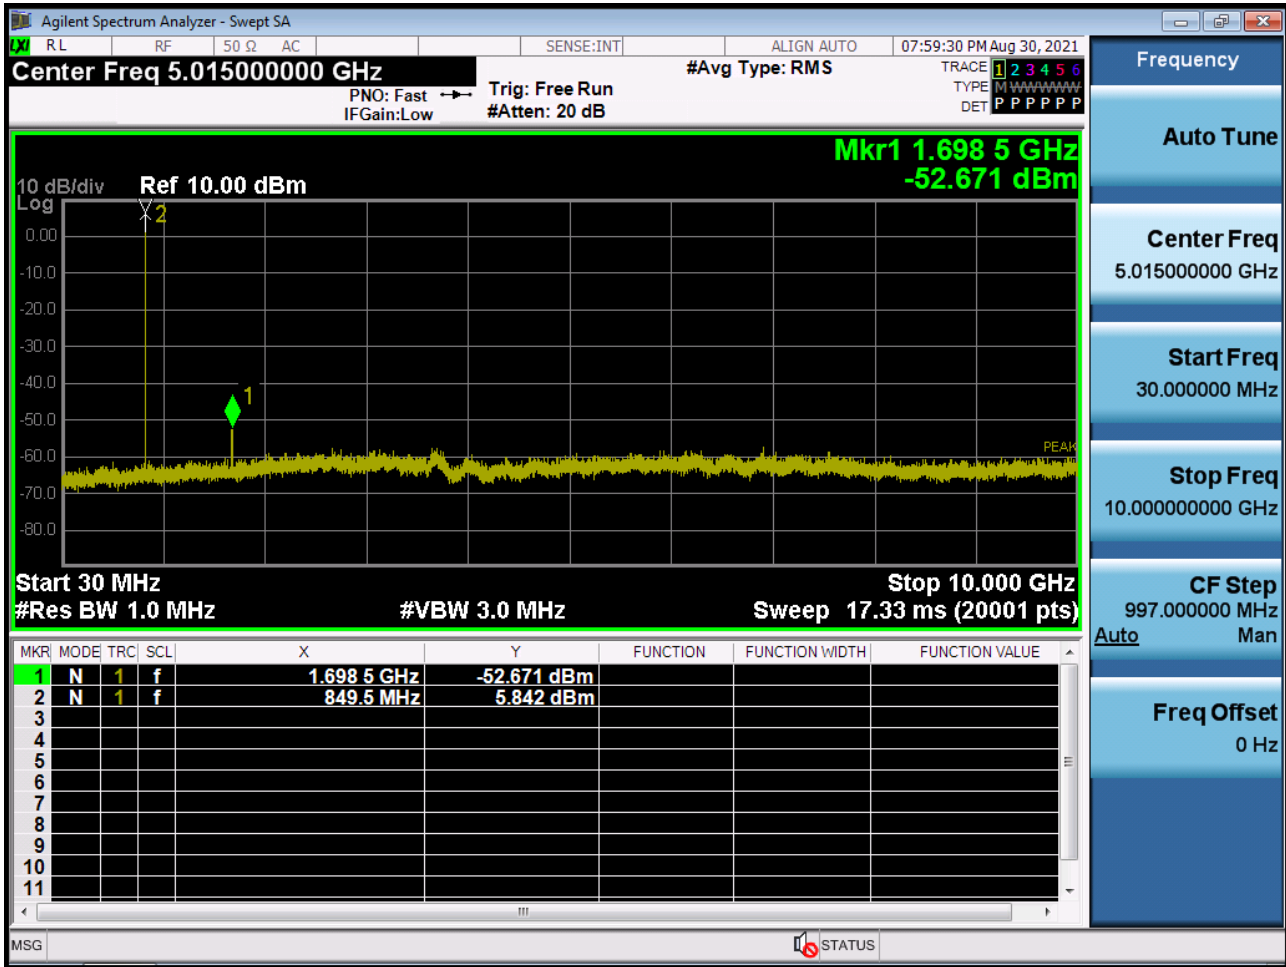 Agilent Spectrum Analyzer - Swept SA
LXI RL RF 50 Ω AC SENSE:INT ALIGN AUTO 07:59:30 PM Aug 30, 2021
Center Freq 5.015000000 GHz
PNO: Fast
IFGain:Low
Trig: Free Run
#Atten: 20 dB
#Avg Type: RMS
TRACE 1 2 3 4 5 6
TYPE M W W W W W
DET P P P P P P
Mkr1 1.698 5 GHz
-52.671 dBm
10 dB/div Ref 10.00 dBm
Log
2
0.00
-10.0
-20.0
-30.0
-40.0
1
-50.0
PEAK
-60.0
-70.0
-80.0
Start 30 MHz Stop 10.000 GHz
#Res BW 1.0 MHz #VBW 3.0 MHz Sweep 17.33 ms (20001 pts)
MKR MODE TRC SCL X Y FUNCTION FUNCTION WIDTH FUNCTION VALUE
1 N 1 f 1.698 5 GHz -52.671 dBm
2 N 1 f 849.5 MHz 5.842 dBm
3
4
5
6
7
8
9
10
11
MSG STATUS
Frequency
Auto Tune
Center Freq
5.015000000 GHz
Start Freq
30.000000 MHz
Stop Freq
10.000000000 GHz
CF Step
997.000000 MHz
Auto Man
Freq Offset
0 Hz